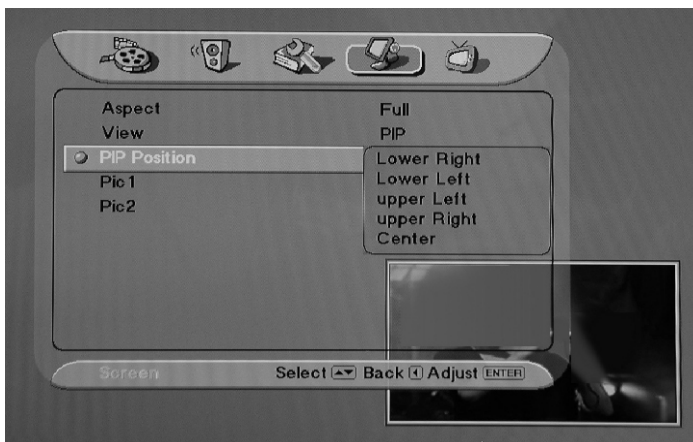 Aspect Full
View PIP
PIP Position Lower Right
Pic1 Lower Left
Pic2 upper Left
upper Right
Center
Screen Select Back Adjust ENTER